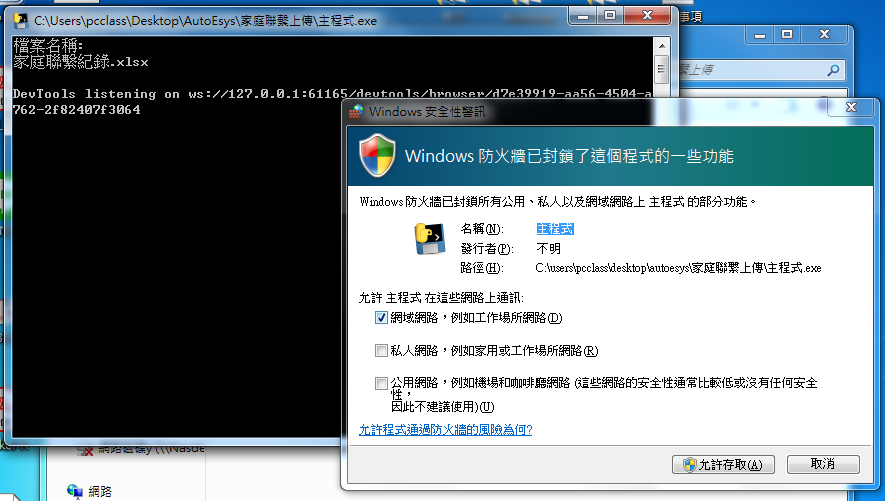 C:\Users\pcclass\Desktop\AutoEsys\家庭聯繫上傳\主程式.exe
事項
檔案名稱:
家庭聯繫紀錄.xlsx
上傳
DevTools listening on ws://127.0.0.1:61165/devtools/browser/d7e39919-aa56-4504-a
762-2f82407f3064
Windows 安全性警訊
Windows 防火牆已封鎖了這個程式的一些功能
Windows 防火牆已封鎖所有公用、私人以及網域網路上 主程式 的部分功能。
名稱(N): 主程式
發行者(P): 不明
路徑(H): C:\users\pcclass\desktop\autoesys\家庭聯繫上傳\主程式.exe
允許 主程式 在這些網路上通訊:
網域網路，例如工作場所網路(D)
私人網路，例如家用或工作場所網路(R)
公用網路，例如機場和咖啡廳網路 (這些網路的安全性通常比較低或沒有任何安全
性，
因此不建議使用)(U)
允許程式通過防火牆的風險為何?
允許存取(A) 取消
網路磁碟y (\\Nasde
網路